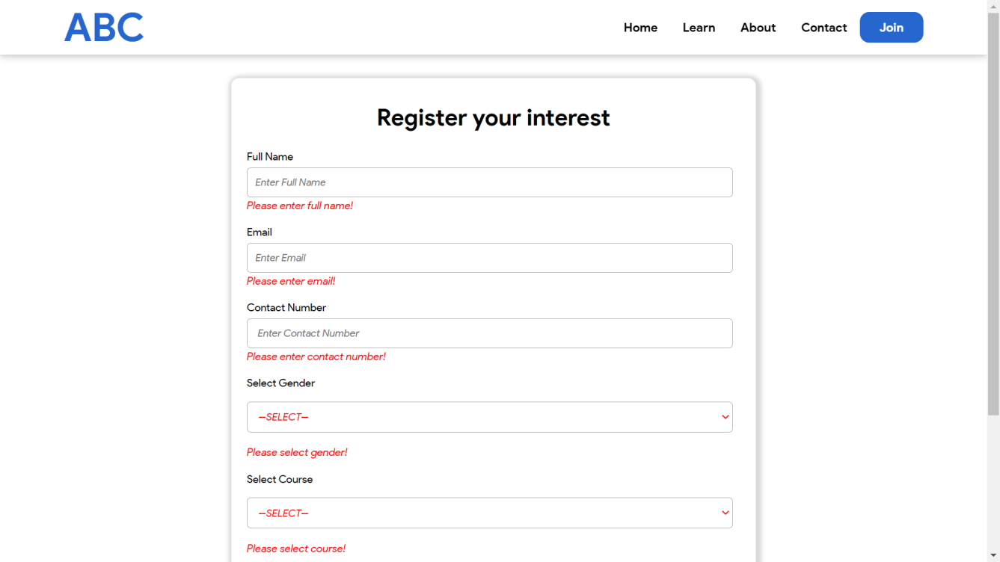 ABC
Home Learn About Contact Join
Register your interest
Full Name
Enter Full Name
Please enter full name!
Email
Enter Email
Please enter email!
Contact Number
Enter Contact Number
Please enter contact number!
Select Gender
--SELECT--
Please select gender!
Select Course
--SELECT--
Please select course!